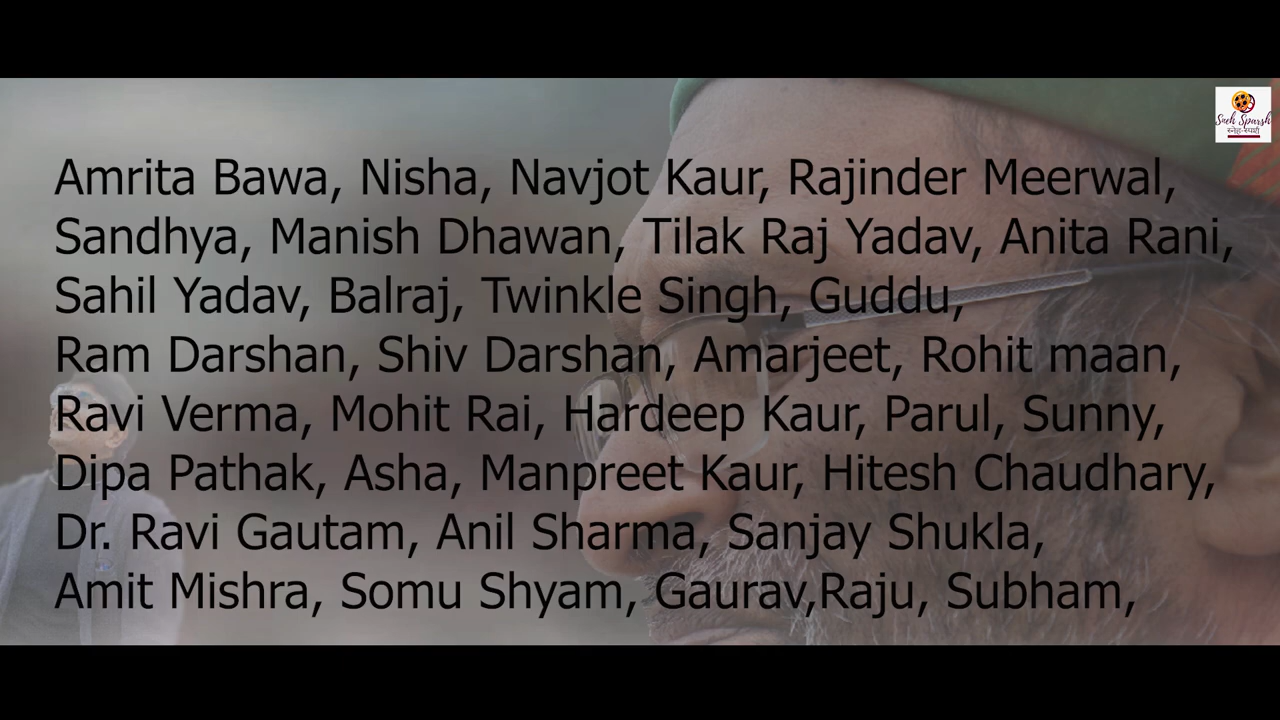 Sneh Sparsh
स्नेह-स्पर्श
Amrita Bawa, Nisha, Navjot Kaur, Rajinder Meerwal,
Sandhya, Manish Dhawan, Tilak Raj Yadav, Anita Rani,
Sahil Yadav, Balraj, Twinkle Singh, Guddu,
Ram Darshan, Shiv Darshan, Amarjeet, Rohit maan,
Ravi Verma, Mohit Rai, Hardeep Kaur, Parul, Sunny,
Dipa Pathak, Asha, Manpreet Kaur, Hitesh Chaudhary,
Dr. Ravi Gautam, Anil Sharma, Sanjay Shukla,
Amit Mishra, Somu Shyam, Gaurav,Raju, Subham,